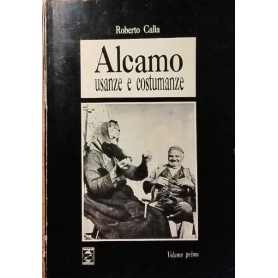 Roberto Calia
Alcamo
usanze e costumanze
Volume primo